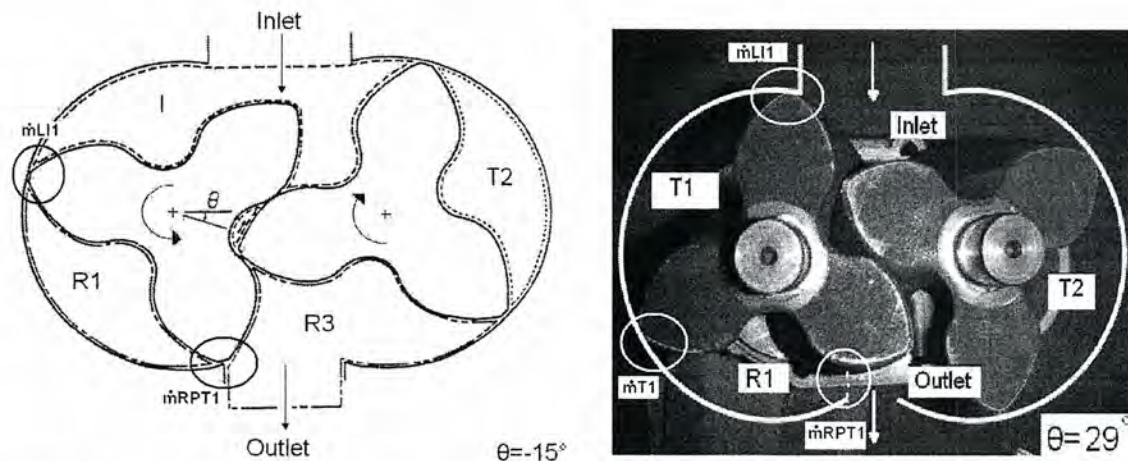 Inlet
I
ṁLI1
θ
T2
R1
R3
ṁRPT1
Outlet
θ=-15°
ṁLI1
Inlet
T1
T2
ṁT1
R1
Outlet
ṁRPT1
θ=29°